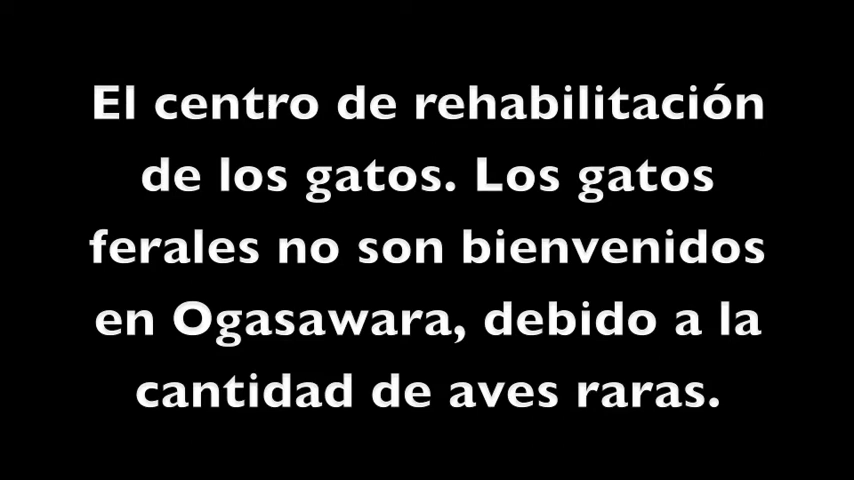 El centro de rehabilitación
de los gatos. Los gatos
ferales no son bienvenidos
en Ogasawara, debido a la
cantidad de aves raras.